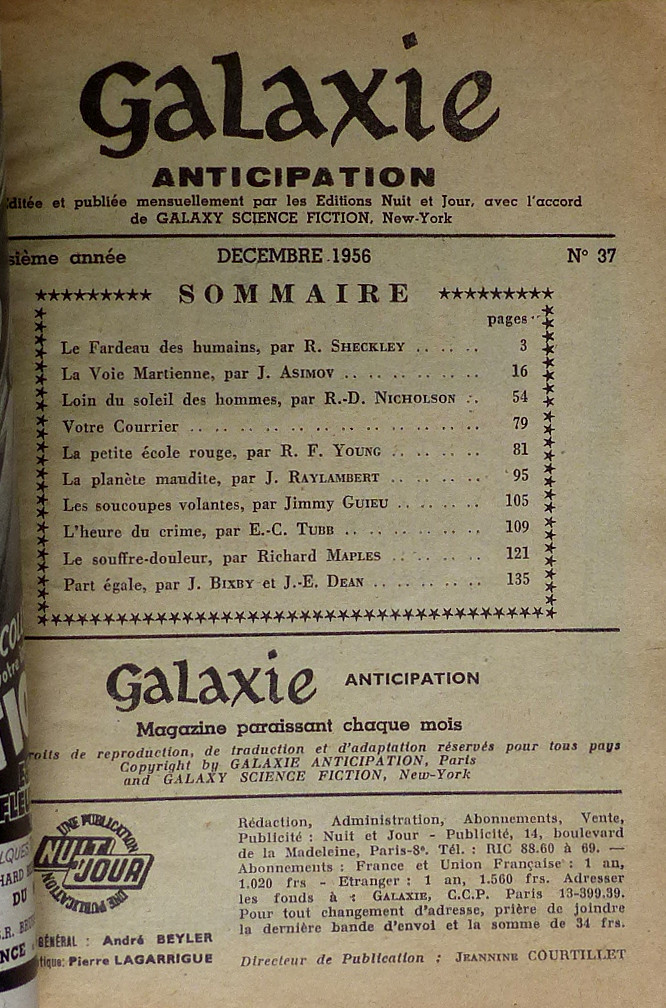 Galaxie
ANTICIPATION
Éditée et publiée mensuellement par les Editions Nuit et Jour, avec l'accord
de GALAXY SCIENCE FICTION, New-York
sième année DECEMBRE 1956 N° 37
SOMMAIRE
pages
Le Fardeau des humains, par R. SHECKLEY ...... 3
La Voie Martienne, par J. ASIMOV .......... 16
Loin du soleil des hommes, par R.-D. NICHOLSON .. 54
Votre Courrier .................... 79
La petite école rouge, par R. F. YOUNG ....... 81
La planète maudite, par J. RAYLAMBERT ....... 95
Les soucoupes volantes, par Jimmy GUIEU ....... 105
L'heure du crime, par E.-C. TUBB .......... 109
Le souffre-douleur, par Richard MAPLES ....... 121
Part égale, par J. BIXBY et J.-E. DEAN ........ 135
Galaxie ANTICIPATION
Magazine paraissant chaque mois
roits de reproduction, de traduction et d'adaptation réservés pour tous pays
Copyright by GALAXIE ANTICIPATION, Paris
and GALAXY SCIENCE FICTION, New-York
UNE PUBLICATION
NUIT JOUR
UNE PUBLICATION
GÉNÉRAL : André BEYLER
tique: Pierre LAGARRIGUE
Rédaction, Administration, Abonnements, Vente,
Publicité : Nuit et Jour - Publicité, 14, boulevard
de la Madeleine, Paris-8e. Tél. : RIC 88.60 à 69. —
Abonnements : France et Union Française : 1 an,
1.020 frs - Etranger : 1 an, 1.560 frs. Adresser
les fonds à : GALAXIE, C.C.P. Paris 13-399.39.
Pour tout changement d'adresse, prière de joindre
la dernière bande d'envoi et la somme de 34 frs.
Directeur de Publication : JEANNINE COURTILLET